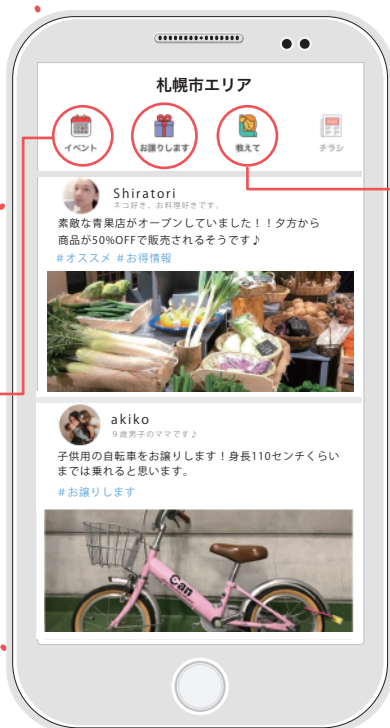 札幌市エリア
イベント
お譲りします
教えて
チラシ
Shiratori
ネコ好き、お料理好きです。
素敵な青果店がオープンしていました！！夕方から
商品が50%OFFで販売されるそうです♪
#オススメ #お得情報
akiko
９歳男子のママです♪
子供用の自転車をお譲りします！身長110センチくらい
までは乗れると思います。
#お譲りします
Can